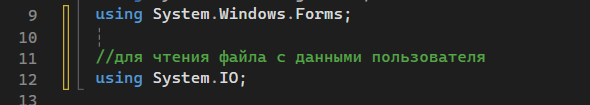 9 using System.Windows.Forms;
10
11 //для чтения файла с данными пользователя
12 using System.IO;
13